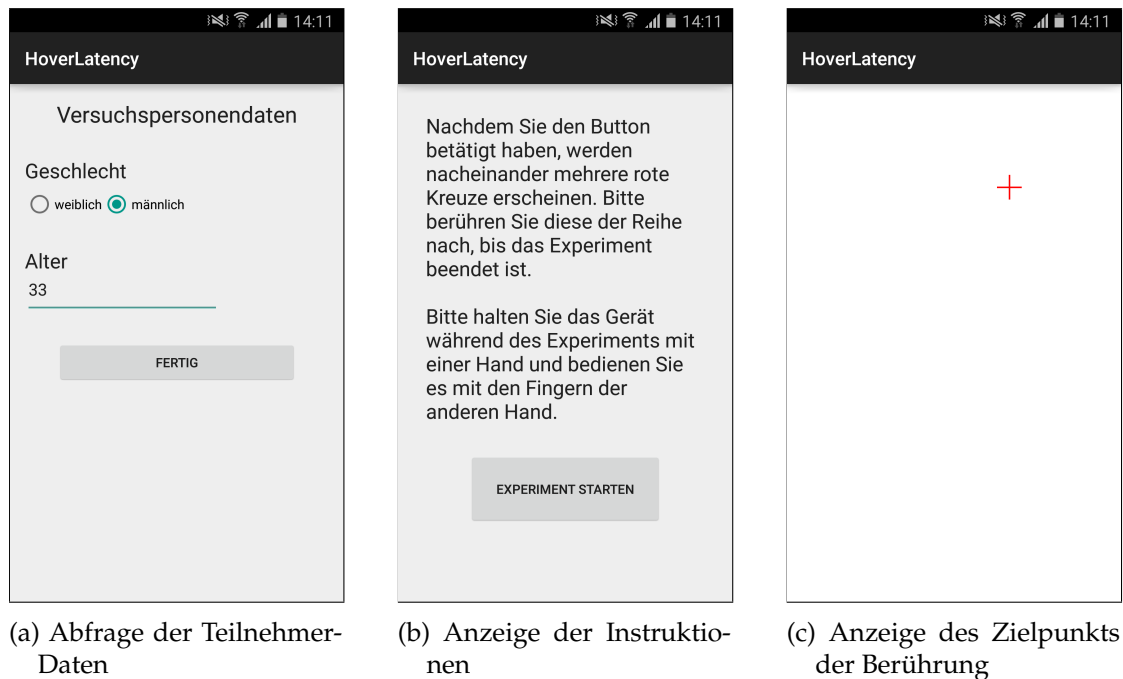 14:11
HoverLatency
Versuchspersonendaten
Geschlecht
weiblich männlich
Alter
33
FERTIG
(a) Abfrage der Teilnehmer-
Daten
14:11
HoverLatency
Nachdem Sie den Button
betätigt haben, werden
nacheinander mehrere rote
Kreuze erscheinen. Bitte
berühren Sie diese der Reihe
nach, bis das Experiment
beendet ist.
Bitte halten Sie das Gerät
während des Experiments mit
einer Hand und bedienen Sie
es mit den Fingern der
anderen Hand.
EXPERIMENT STARTEN
(b) Anzeige der Instruktio-
nen
14:11
HoverLatency
(c) Anzeige des Zielpunkts
der Berührung